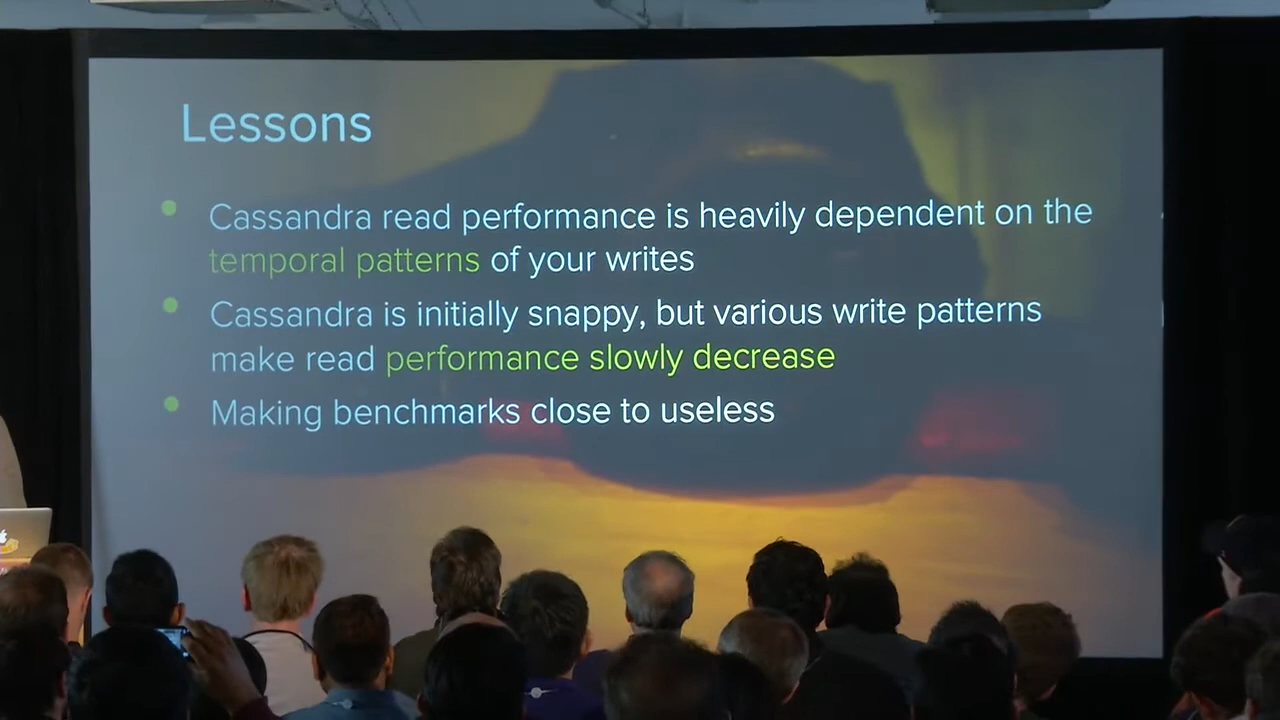 Lessons
Cassandra read performance is heavily dependent on the
temporal patterns of your writes
Cassandra is initially snappy, but various write patterns
make read performance slowly decrease
Making benchmarks close to useless